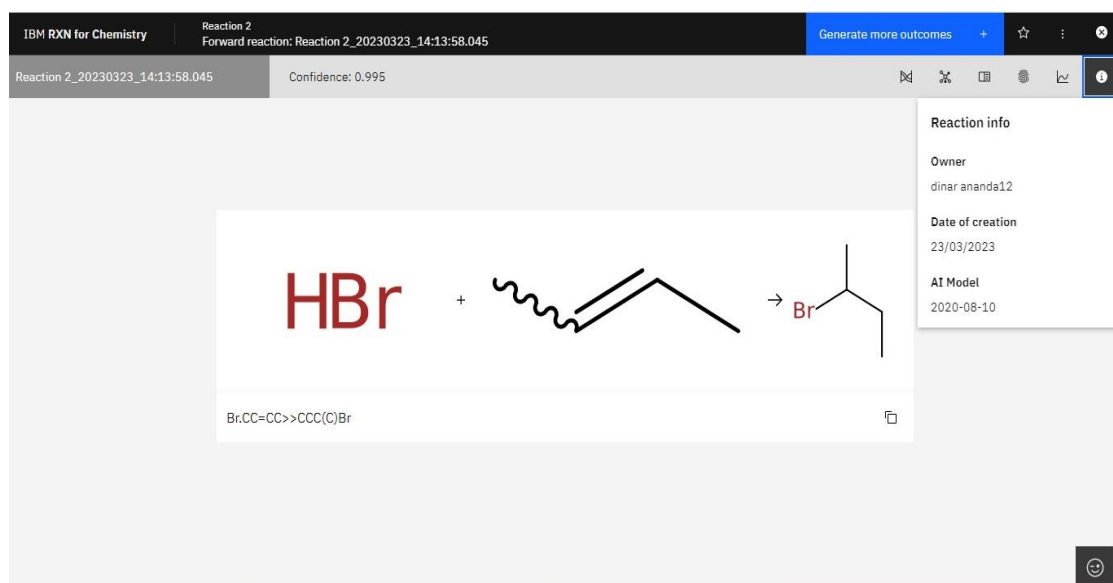 IBM RXN for Chemistry
Reaction 2
Forward reaction: Reaction 2_20230323_14:13:58.045
Generate more outcomes +
Reaction 2_20230323_14:13:58.045
Confidence: 0.995
Reaction info
Owner
dinar ananda12
Date of creation
23/03/2023
AI Model
2020-08-10
HBr + → Br
Br.CC=CC>>CCC(C)Br